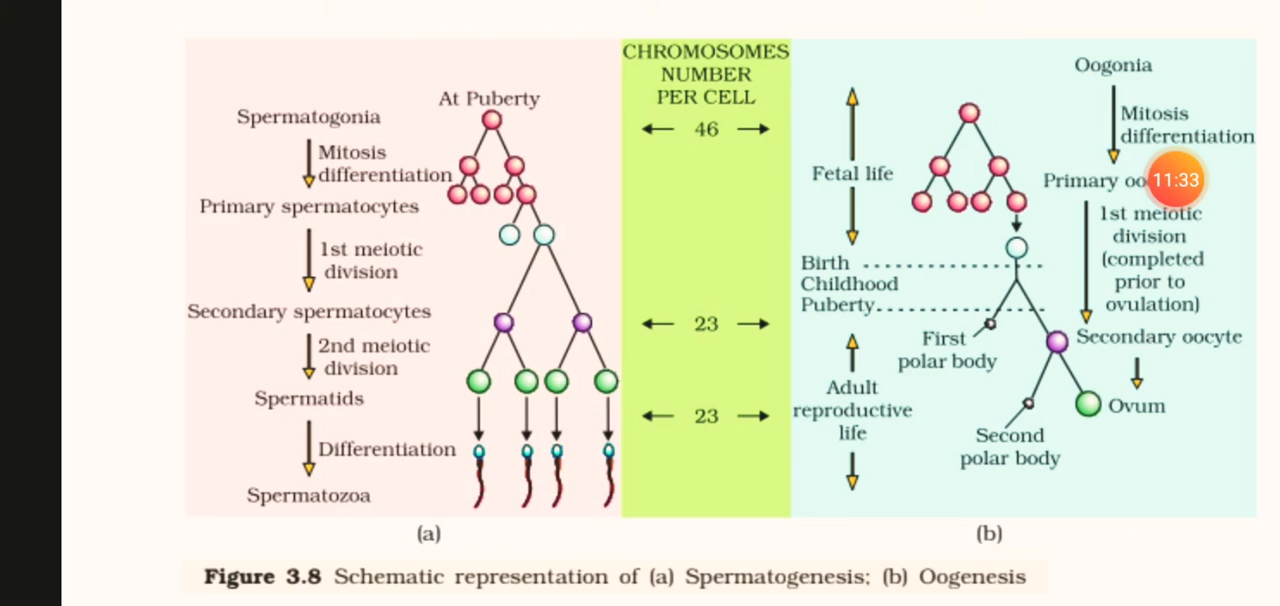 CHROMOSOMES
NUMBER
PER CELL
46
23
23
At Puberty
Spermatogonia
Mitosis
differentiation
Primary spermatocytes
1st meiotic
division
Secondary spermatocytes
2nd meiotic
division
Spermatids
Differentiation
Spermatozoa
(a)
Fetal life
Birth
Childhood
Puberty
Adult
reproductive
life
First
polar body
Second
polar body
Oogonia
Mitosis
differentiation
Primary
11:33
1st meiotic
division
(completed
prior to
ovulation)
Secondary oocyte
Ovum
(b)
Figure 3.8 Schematic representation of (a) Spermatogenesis; (b) Oogenesis